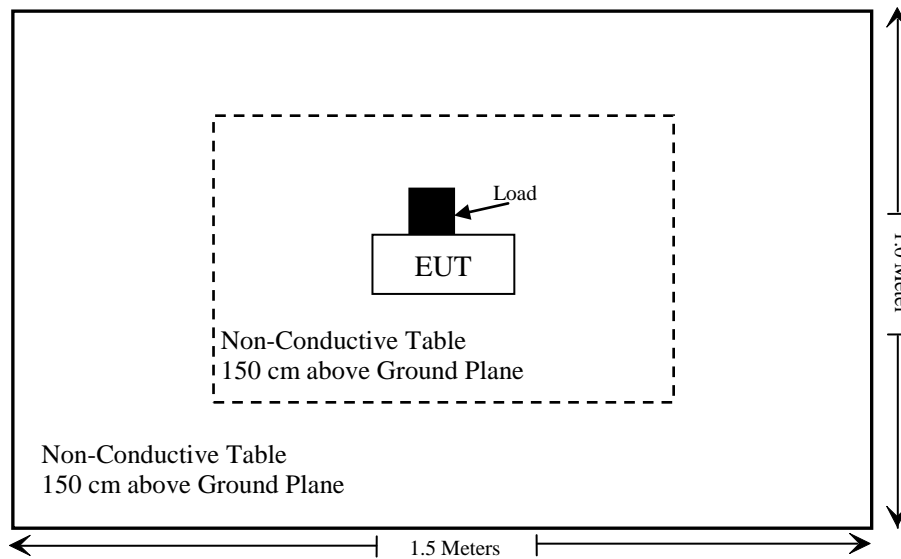 Load
EUT
Non-Conductive Table
150 cm above Ground Plane
Non-Conductive Table
150 cm above Ground Plane
1.5 Meters